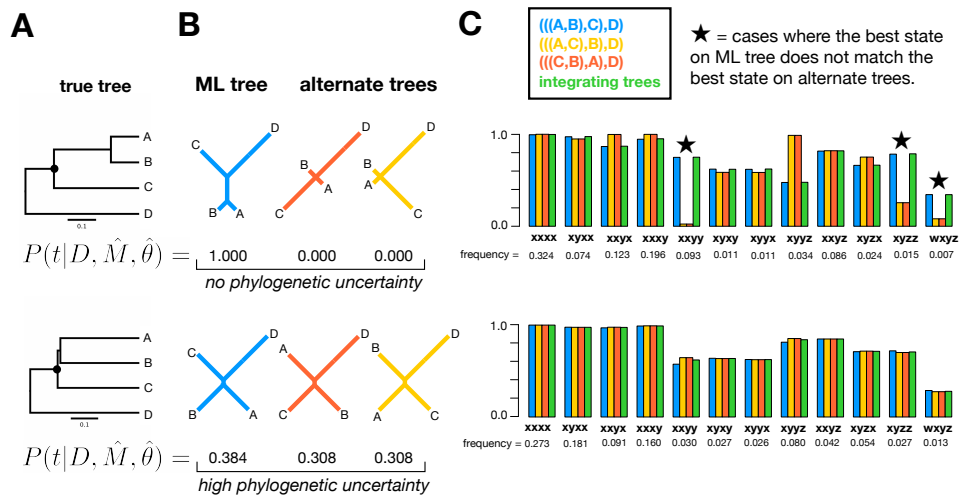 A
B
C
true tree
ML tree
alternate trees
(((A,B),C),D)
(((A,C),B),D)
(((C,B),A),D)
integrating trees
★ = cases where the best state
on ML tree does not match the
best state on alternate trees.
A
B
C
D
0.1
C
D
B
A
D
B
A
C
D
B
A
C
1.0
0.0
xxxx xyxx xxyx xxxy xxyy xyxy xyyx xyyz xxyz xyzx xyzz wxyz
frequency = 0.324 0.074 0.123 0.196 0.093 0.011 0.011 0.034 0.086 0.024 0.015 0.007
P(t|D, M̂, θ̂) = 1.000 0.000 0.000
no phylogenetic uncertainty
A
B
C
D
0.1
C
D
B
A
D
A
C
B
D
B
A
C
1.0
0.0
xxxx xyxx xxyx xxxy xxyy xyxy xyyx xyyz xxyz xyzx xyzz wxyz
frequency = 0.273 0.181 0.091 0.160 0.030 0.027 0.026 0.080 0.042 0.054 0.027 0.013
P(t|D, M̂, θ̂) = 0.384 0.308 0.308
high phylogenetic uncertainty